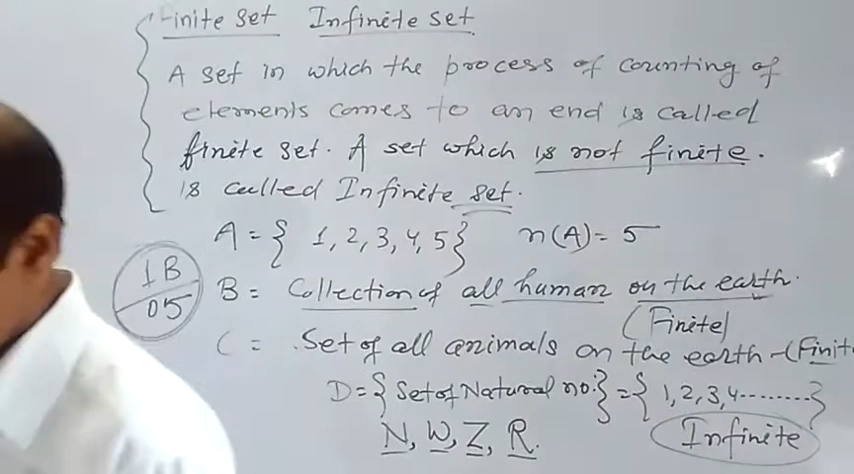 Finite set Infinite set
A set in which the process of counting of
elements comes to an end is called
finite set. A set which is not finite.
is called Infinite set.
A = { 1, 2, 3, 4, 5} n(A) = 5
1B
05
B = Collection of all human on the earth.
(Finite)
C = Set of all animals on the earth - (Finit
D = {Set of Natural no.} = { 1, 2, 3, 4........}
N, W, Z, R.
Infinite